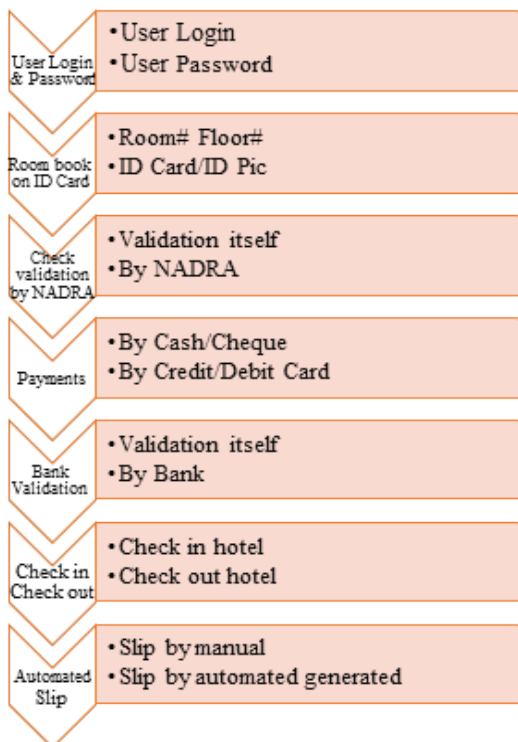 User Login
& Password
•User Login
•User Password
Room book
on ID Card
•Room# Floor#
•ID Card/ID Pic
Check
validation
by NADRA
•Validation itself
•By NADRA
Payments
•By Cash/Cheque
•By Credit/Debit Card
Bank
Validation
•Validation itself
•By Bank
Check in
Check out
•Check in hotel
•Check out hotel
Automated
Slip
•Slip by manual
•Slip by automated generated